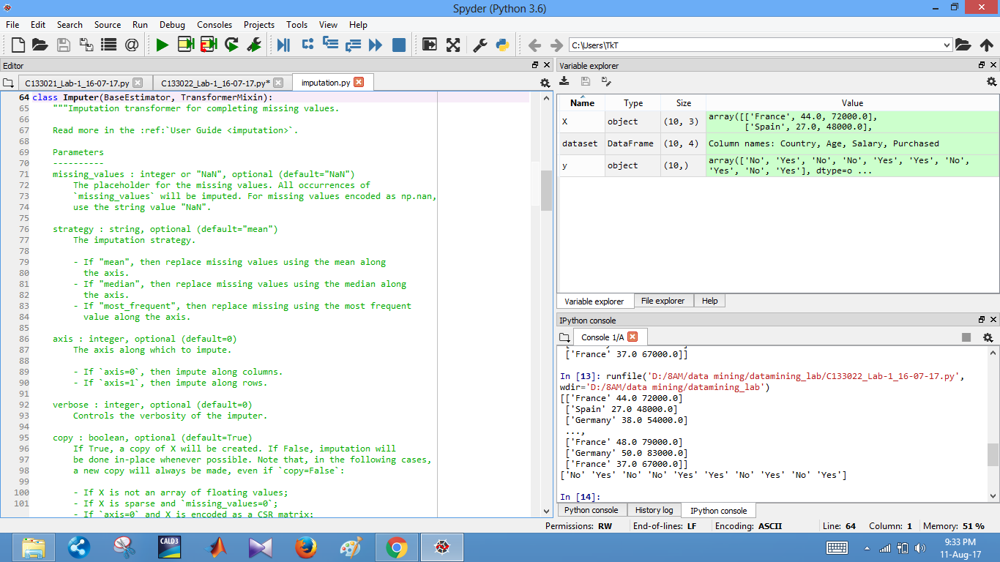 Spyder (Python 3.6)
File Edit Search Source Run Debug Consoles Projects Tools View Help
C:\Users\TkT
Editor
C133021_Lab-1_16-07-17.py C133022_Lab-1_16-07-17.py* imputation.py
64 class Imputer(BaseEstimator, TransformerMixin):
65     """Imputation transformer for completing missing values.
66
67     Read more in the :ref:`User Guide <imputation>`.
68
69     Parameters
70     ----------
71     missing_values : integer or "NaN", optional (default="NaN")
72         The placeholder for the missing values. All occurrences of
73         `missing_values` will be imputed. For missing values encoded as np.nan,
74         use the string value "NaN".
75
76     strategy : string, optional (default="mean")
77         The imputation strategy.
78
79         - If "mean", then replace missing values using the mean along
80           the axis.
81         - If "median", then replace missing values using the median along
82           the axis.
83         - If "most_frequent", then replace missing using the most frequent
84           value along the axis.
85
86     axis : integer, optional (default=0)
87         The axis along which to impute.
88
89         - If `axis=0`, then impute along columns.
90         - If `axis=1`, then impute along rows.
91
92     verbose : integer, optional (default=0)
93         Controls the verbosity of the imputer.
94
95     copy : boolean, optional (default=True)
96         If True, a copy of X will be created. If False, imputation will
97         be done in-place whenever possible. Note that, in the following cases,
98         a new copy will always be made, even if `copy=False`:
99
100         - If X is not an array of floating values;
101         - If X is sparse and `missing_values=0`;
        - If `axis=0` and X is encoded as a CSR matrix;
Variable explorer
Name Type Size Value
X object (10, 3) array([['France', 44.0, 72000.0],
['Spain', 27.0, 48000.0],
dataset DataFrame (10, 4) Column names: Country, Age, Salary, Purchased
y object (10,) array(['No', 'Yes', 'No', 'No', 'Yes', 'Yes', 'No',
'Yes', 'No', 'Yes'], dtype=o ...
Variable explorer File explorer Help
IPython console
Console 1/A
['France' 37.0 67000.0]]
In [13]: runfile('D:/8AM/data mining/datamining_lab/C133022_Lab-1_16-07-17.py',
wdir='D:/8AM/data mining/datamining_lab')
[['France' 44.0 72000.0]
['Spain' 27.0 48000.0]
['Germany' 38.0 54000.0]
...,
['France' 48.0 79000.0]
['Germany' 50.0 83000.0]
['France' 37.0 67000.0]]
['No' 'Yes' 'No' 'No' 'Yes' 'Yes' 'No' 'Yes' 'No' 'Yes']
In [14]:
Python console History log IPython console
Permissions: RW End-of-lines: LF Encoding: ASCII Line: 64 Column: 1 Memory: 51 %
CALD3
9:33 PM
11-Aug-17